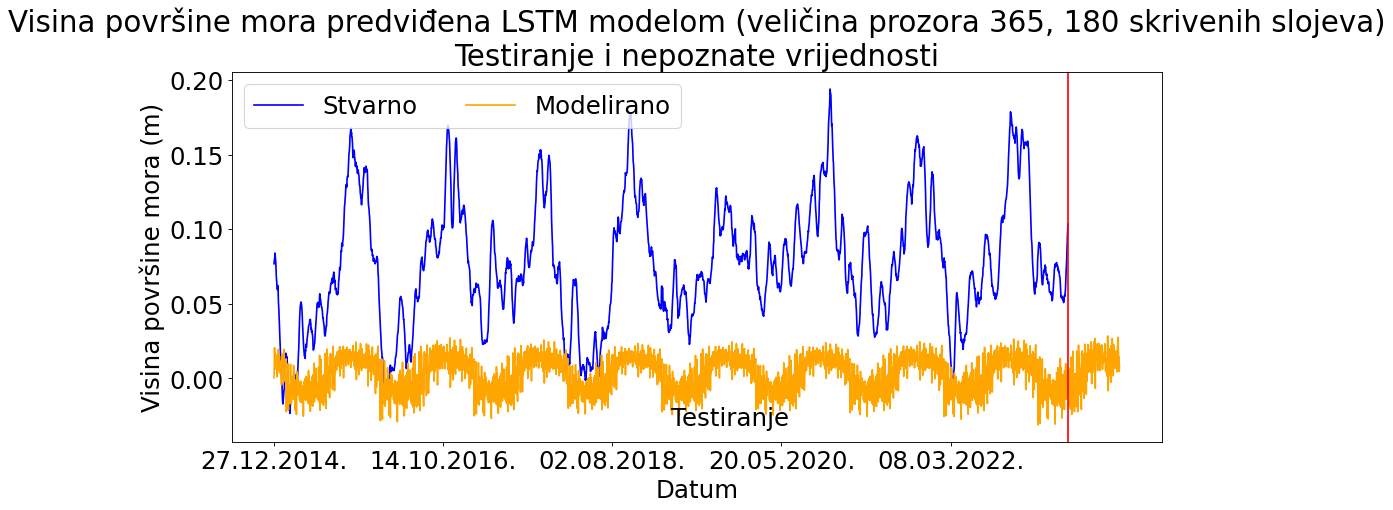 Visina površine mora predviđena LSTM modelom (veličina prozora 365, 180 skrivenih slojeva)
Testiranje i nepoznate vrijednosti
Stvarno
Modelirano
Visina površine mora (m)
0.20
0.15
0.10
0.05
0.00
Testiranje
27.12.2014.
14.10.2016.
02.08.2018.
20.05.2020.
08.03.2022.
Datum